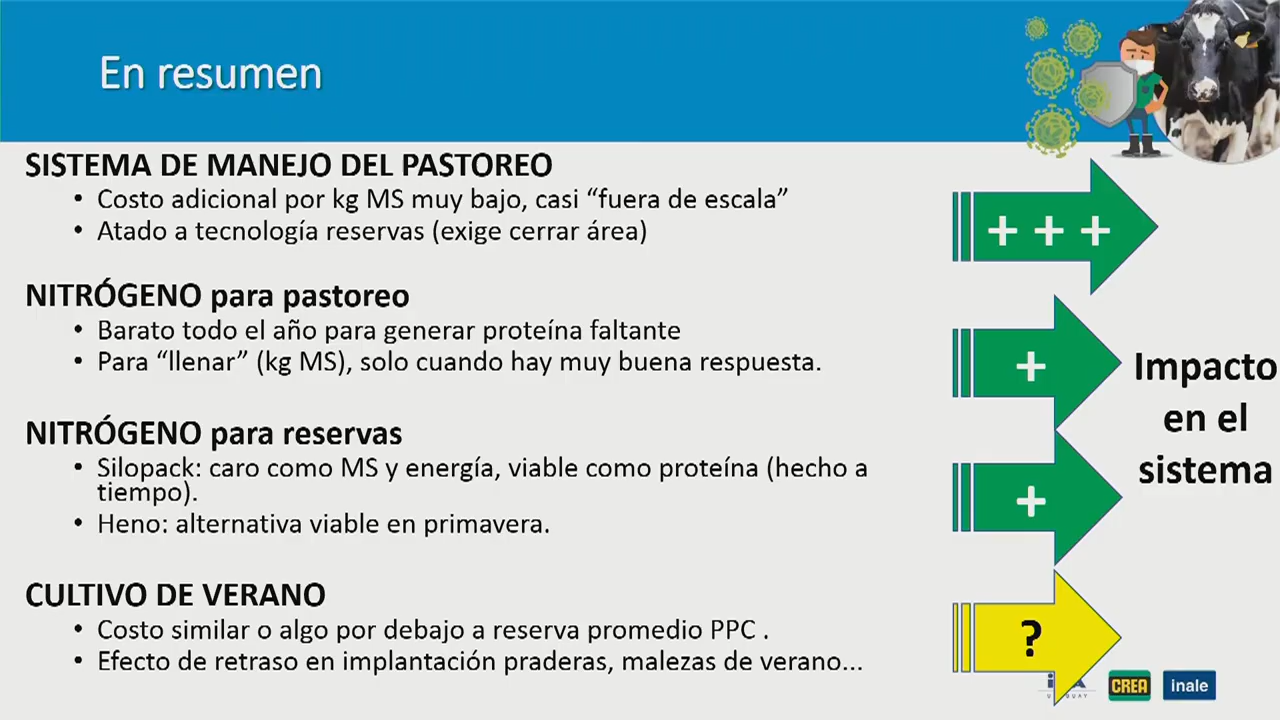 En resumen
SISTEMA DE MANEJO DEL PASTOREO
• Costo adicional por kg MS muy bajo, casi “fuera de escala”
• Atado a tecnología reservas (exige cerrar área)
+ + +
NITRÓGENO para pastoreo
• Barato todo el año para generar proteína faltante
• Para “llenar” (kg MS), solo cuando hay muy buena respuesta.
+
Impacto
en el
sistema
NITRÓGENO para reservas
• Silopack: caro como MS y energía, viable como proteína (hecho a
tiempo).
• Heno: alternativa viable en primavera.
+
CULTIVO DE VERANO
• Costo similar o algo por debajo a reserva promedio PPC .
• Efecto de retraso en implantación praderas, malezas de verano...
?
URUGUAY
CREA
inale